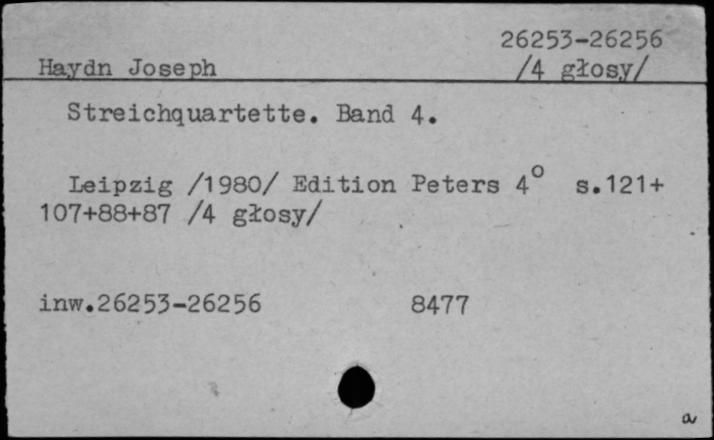 26253-26256
Haydn Joseph /4 głosy/
Streichquartette. Band 4.
Leipzig /1980/ Edition Peters 4° s.121+
107+88+87 /4 głosy/
inw.26253-26256 8477
a